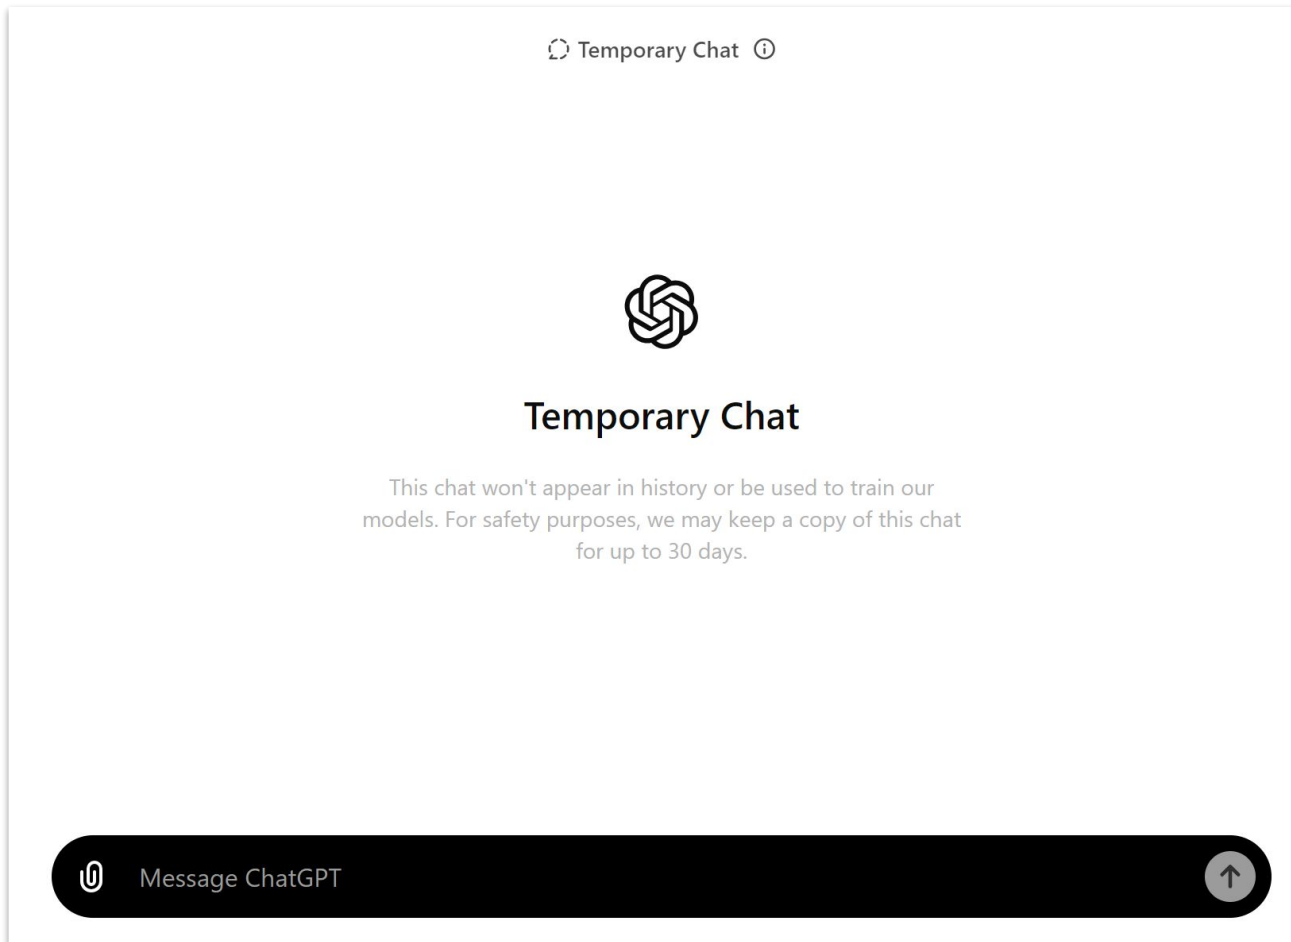 Temporary Chat
Temporary Chat
This chat won't appear in history or be used to train our
models. For safety purposes, we may keep a copy of this chat
for up to 30 days.
Message ChatGPT